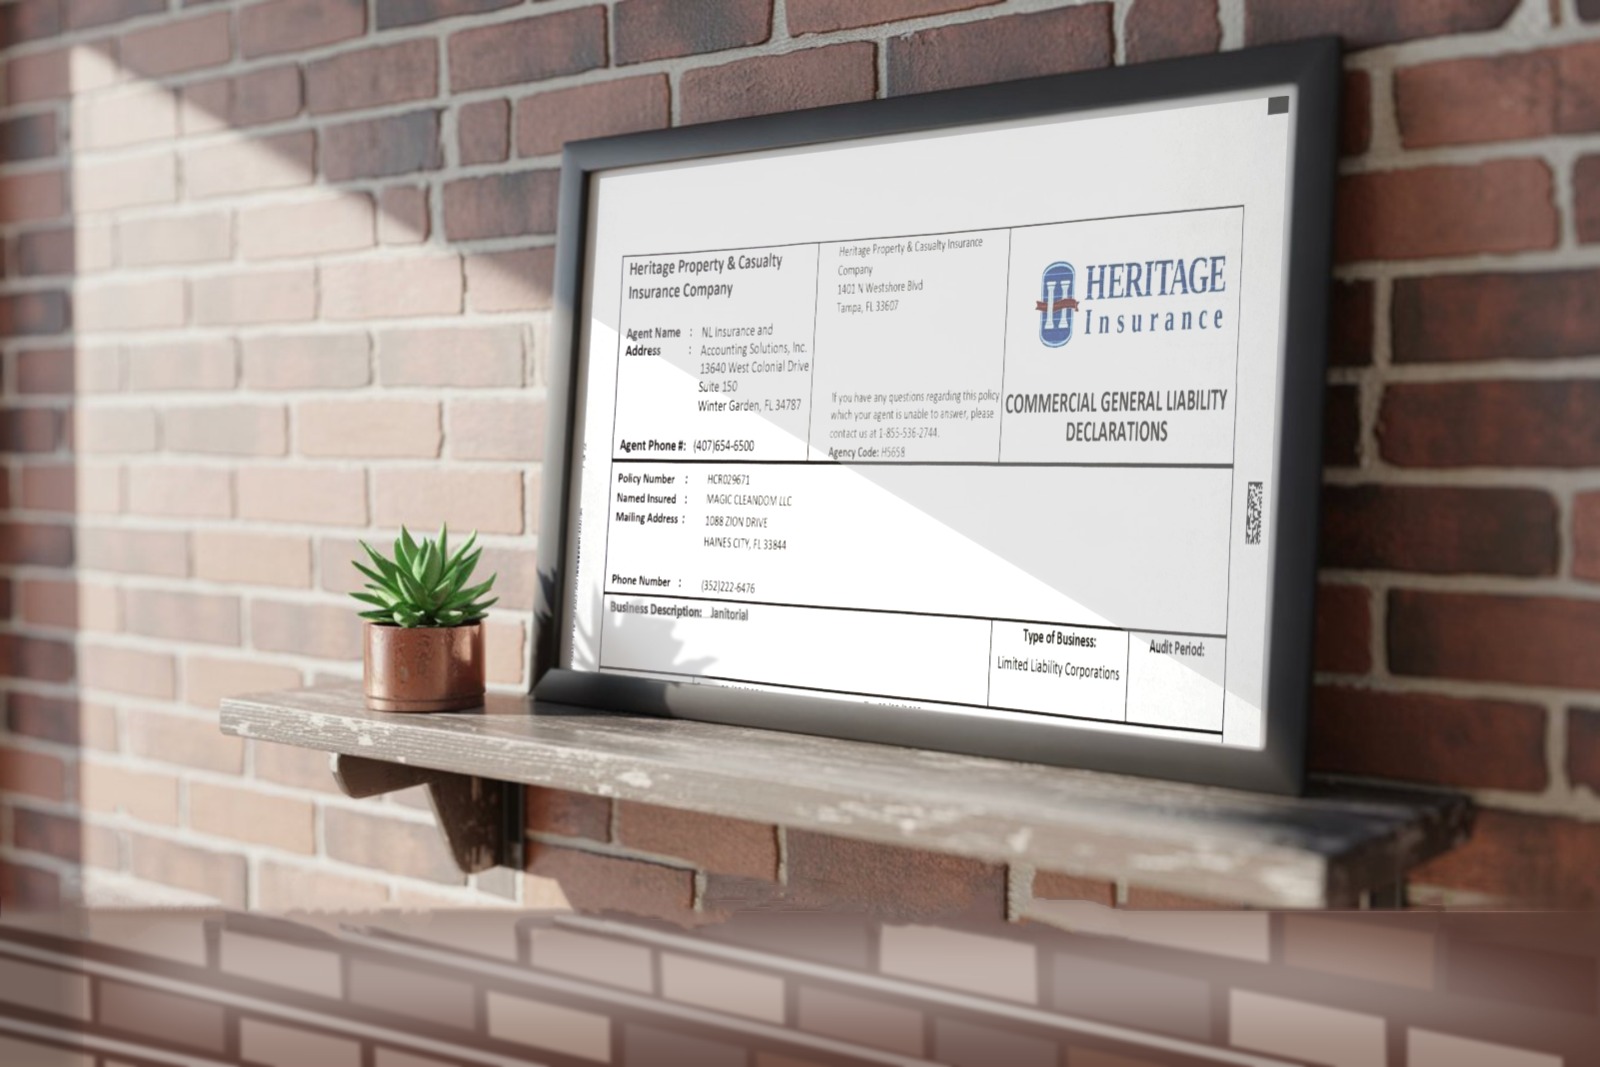 Heritage Property & Casualty
Insurance Company
Agent Name : NL Insurance and
Address : Accounting Solutions, Inc.
13640 West Colonial Drive
Suite 150
Winter Garden, FL 34787
Agent Phone #: (407)654-6500
Heritage Property & Casualty Insurance
Company
1401 N Westshore Blvd
Tampa, FL 33607
If you have any questions regarding this policy
which your agent is unable to answer, please
contact us at 1-855-536-2744.
Agency Code: H5658
HERITAGE
Insurance
COMMERCIAL GENERAL LIABILITY
DECLARATIONS
Policy Number : HCR029671
Named Insured : MAGIC CLEANDOM LLC
Mailing Address : 1088 ZION DRIVE
HAINES CITY, FL 33844
Phone Number : (352)222-6476
Business Description: Janitorial
Type of Business:
Limited Liability Corporations
Audit Period: